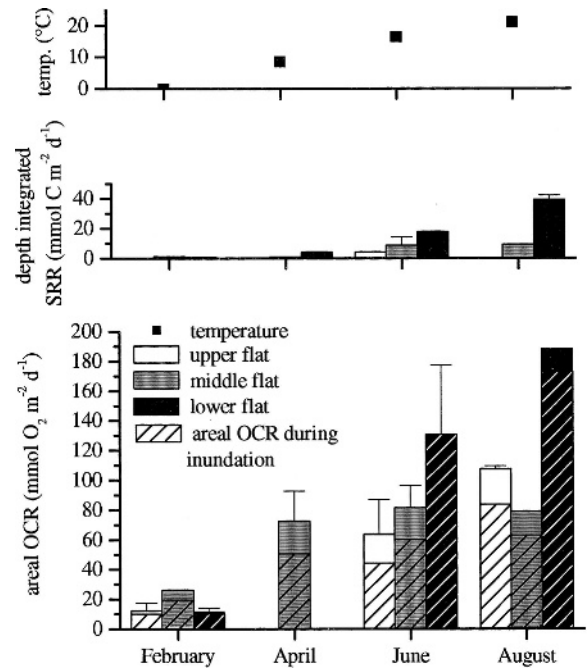 temp. (°C)
20
10
0
depth integrated
SRR (mmol C m⁻² d⁻¹)
40
20
0
areal OCR (mmol O₂ m⁻² d⁻¹)
200
180
160
140
120
100
80
60
40
20
0
temperature
upper flat
middle flat
lower flat
areal OCR during
inundation
February April June August